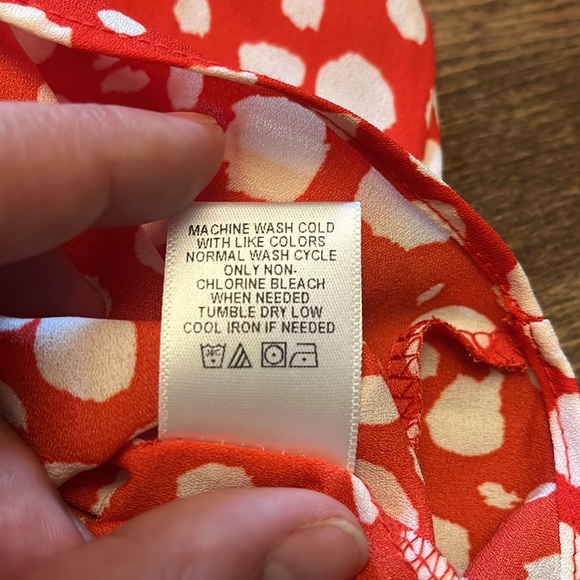 MACHINE WASH COLD
WITH LIKE COLORS
NORMAL WASH CYCLE
ONLY NON-
CHLORINE BLEACH
WHEN NEEDED
TUMBLE DRY LOW
COOL IRON IF NEEDED
30C